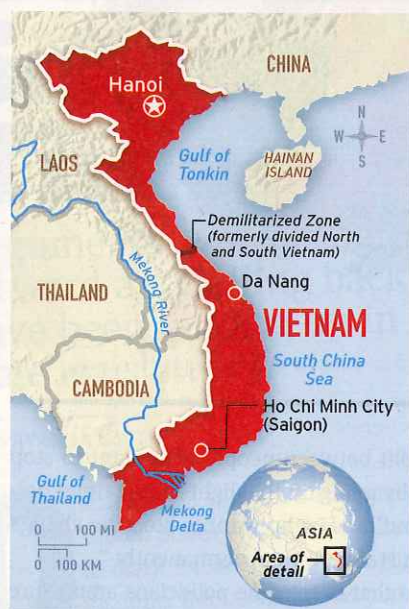 CHINA
Hanoi
N
W E
S
LAOS
Gulf of
Tonkin
HAINAN
ISLAND
Demilitarized Zone
(formerly divided North
and South Vietnam)
Da Nang
THAILAND
Mekong River
VIETNAM
South China
Sea
CAMBODIA
Ho Chi Minh City
(Saigon)
Gulf of
Thailand
Mekong
Delta
0 100 MI
0 100 KM
ASIA
Area of
detail